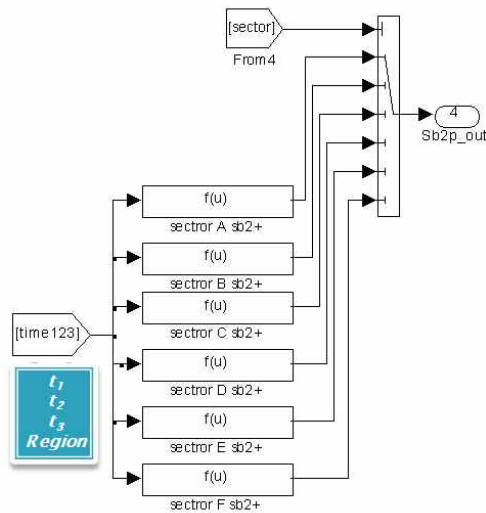 [sector]
From4
4
Sb2p_out
f(u)
sectror A sb2+
f(u)
sectror B sb2+
f(u)
sectror C sb2+
[time123]
f(u)
sectror D sb2+
t1
t2
t3
Region
f(u)
sectror E sb2+
f(u)
sectror F sb2+